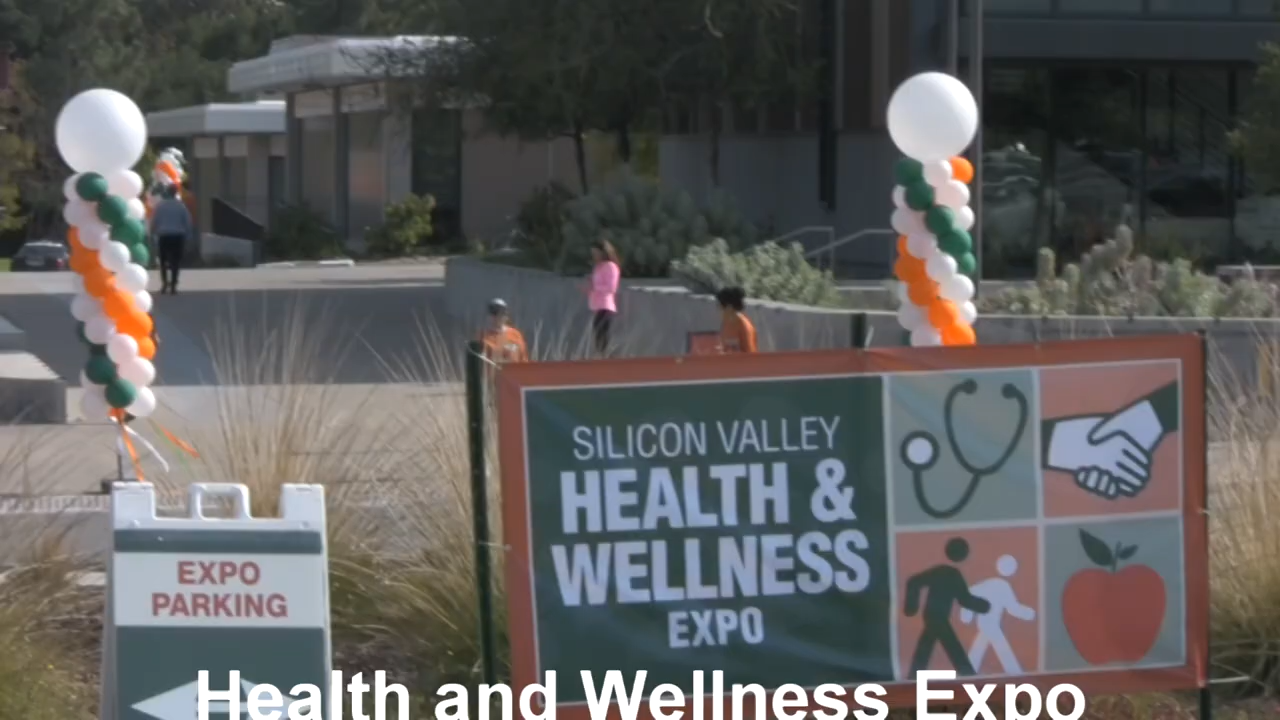 SILICON VALLEY
HEALTH &
WELLNESS
EXPO
EXPO
PARKING
Health and Wellness Expo